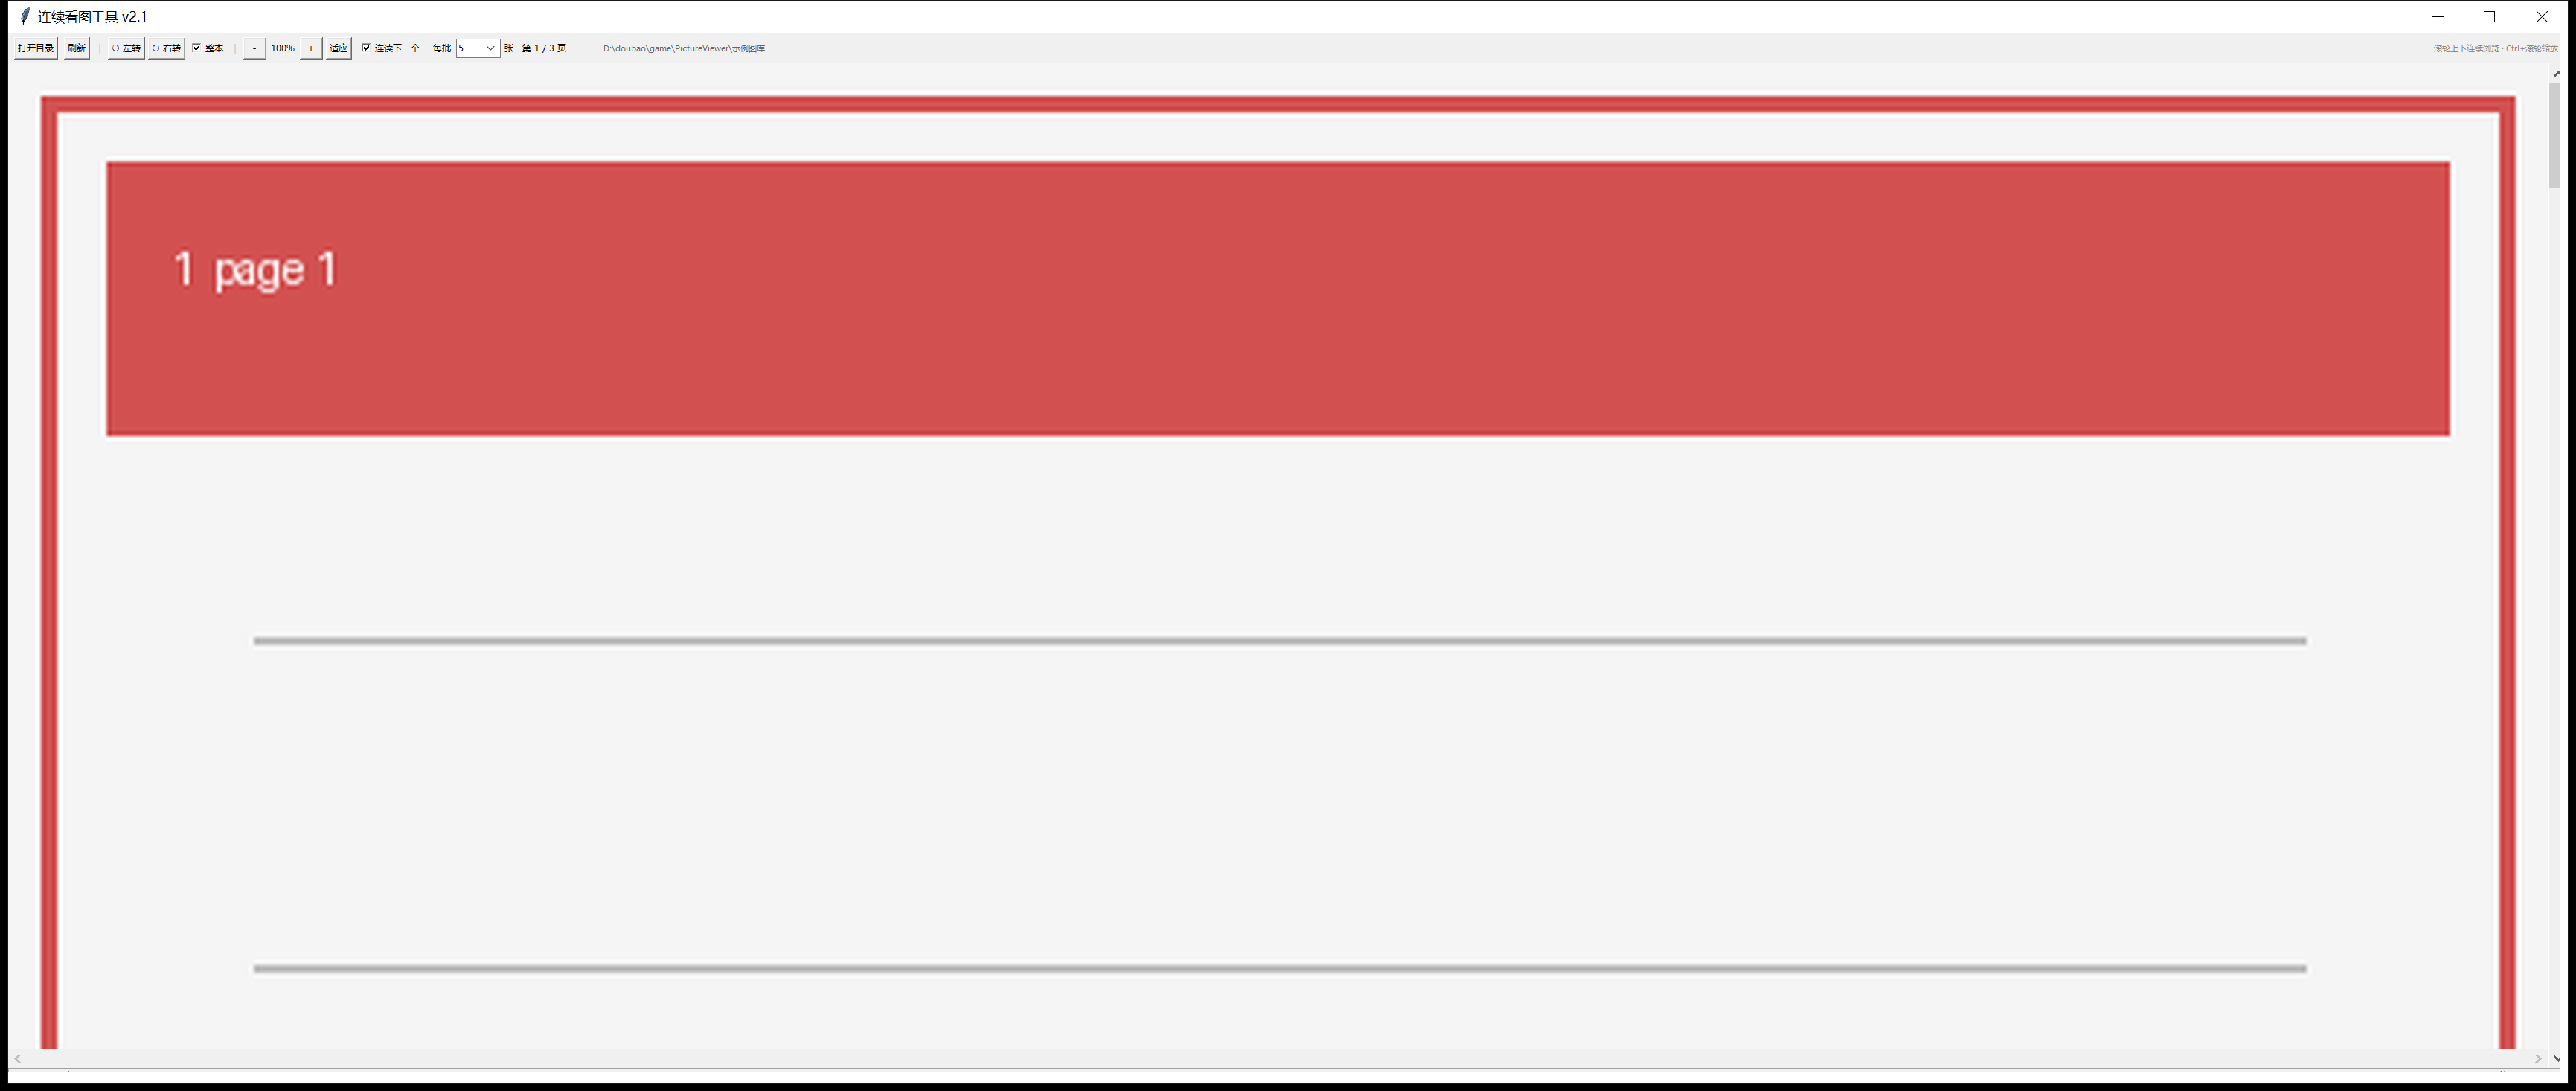 连续看图工具 v2.1
打开目录 刷新 | ↺ 左转 ↻ 右转 整本 | - 100% + 适应 连读下一个 每批 5 张 第 1 / 3 页 D:\doubao\game\PictureViewer\示例图库 滚轮上下连续浏览 · Ctrl+滚轮缩放
1 page 1